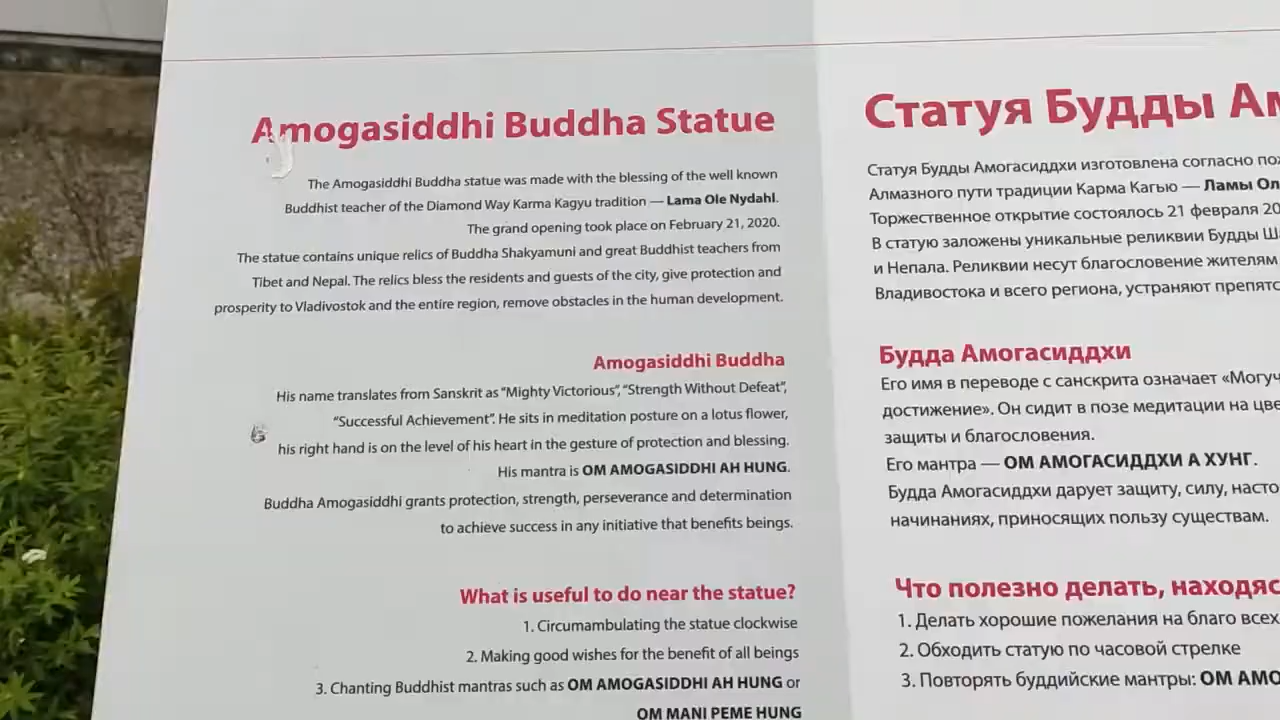 Amogasiddhi Buddha Statue
The Amogasiddhi Buddha statue was made with the blessing of the well known
Buddhist teacher of the Diamond Way Karma Kagyu tradition — Lama Ole Nydahl.
The grand opening took place on February 21, 2020.
The statue contains unique relics of Buddha Shakyamuni and great Buddhist teachers from
Tibet and Nepal. The relics bless the residents and guests of the city, give protection and
prosperity to Vladivostok and the entire region, remove obstacles in the human development.
Amogasiddhi Buddha
His name translates from Sanskrit as “Mighty Victorious”, “Strength Without Defeat”,
“Successful Achievement”. He sits in meditation posture on a lotus flower,
his right hand is on the level of his heart in the gesture of protection and blessing.
His mantra is OM AMOGASIDDHI AH HUNG.
Buddha Amogasiddhi grants protection, strength, perseverance and determination
to achieve success in any initiative that benefits beings.
What is useful to do near the statue?
1. Circumambulating the statue clockwise
2. Making good wishes for the benefit of all beings
3. Chanting Buddhist mantras such as OM AMOGASIDDHI AH HUNG or
OM MANI PEME HUNG
Статуя Будды Ам
Статуя Будды Амогасиддхи изготовлена согласно по
Алмазного пути традиции Карма Кагью — Ламы Ол
Торжественное открытие состоялось 21 февраля 20
В статую заложены уникальные реликвии Будды Ш
и Непала. Реликвии несут благословение жителям
Владивостока и всего региона, устраняют препятс
Будда Амогасиддхи
Его имя в переводе с санскрита означает «Могуч
достижение». Он сидит в позе медитации на цве
защиты и благословения.
Его мантра — ОМ АМОГАСИДДХИ А ХУНГ.
Будда Амогасиддхи дарует защиту, силу, насто
начинаниях, приносящих пользу существам.
Что полезно делать, находяс
1. Делать хорошие пожелания на благо всех
2. Обходить статую по часовой стрелке
3. Повторять буддийские мантры: ОМ АМО